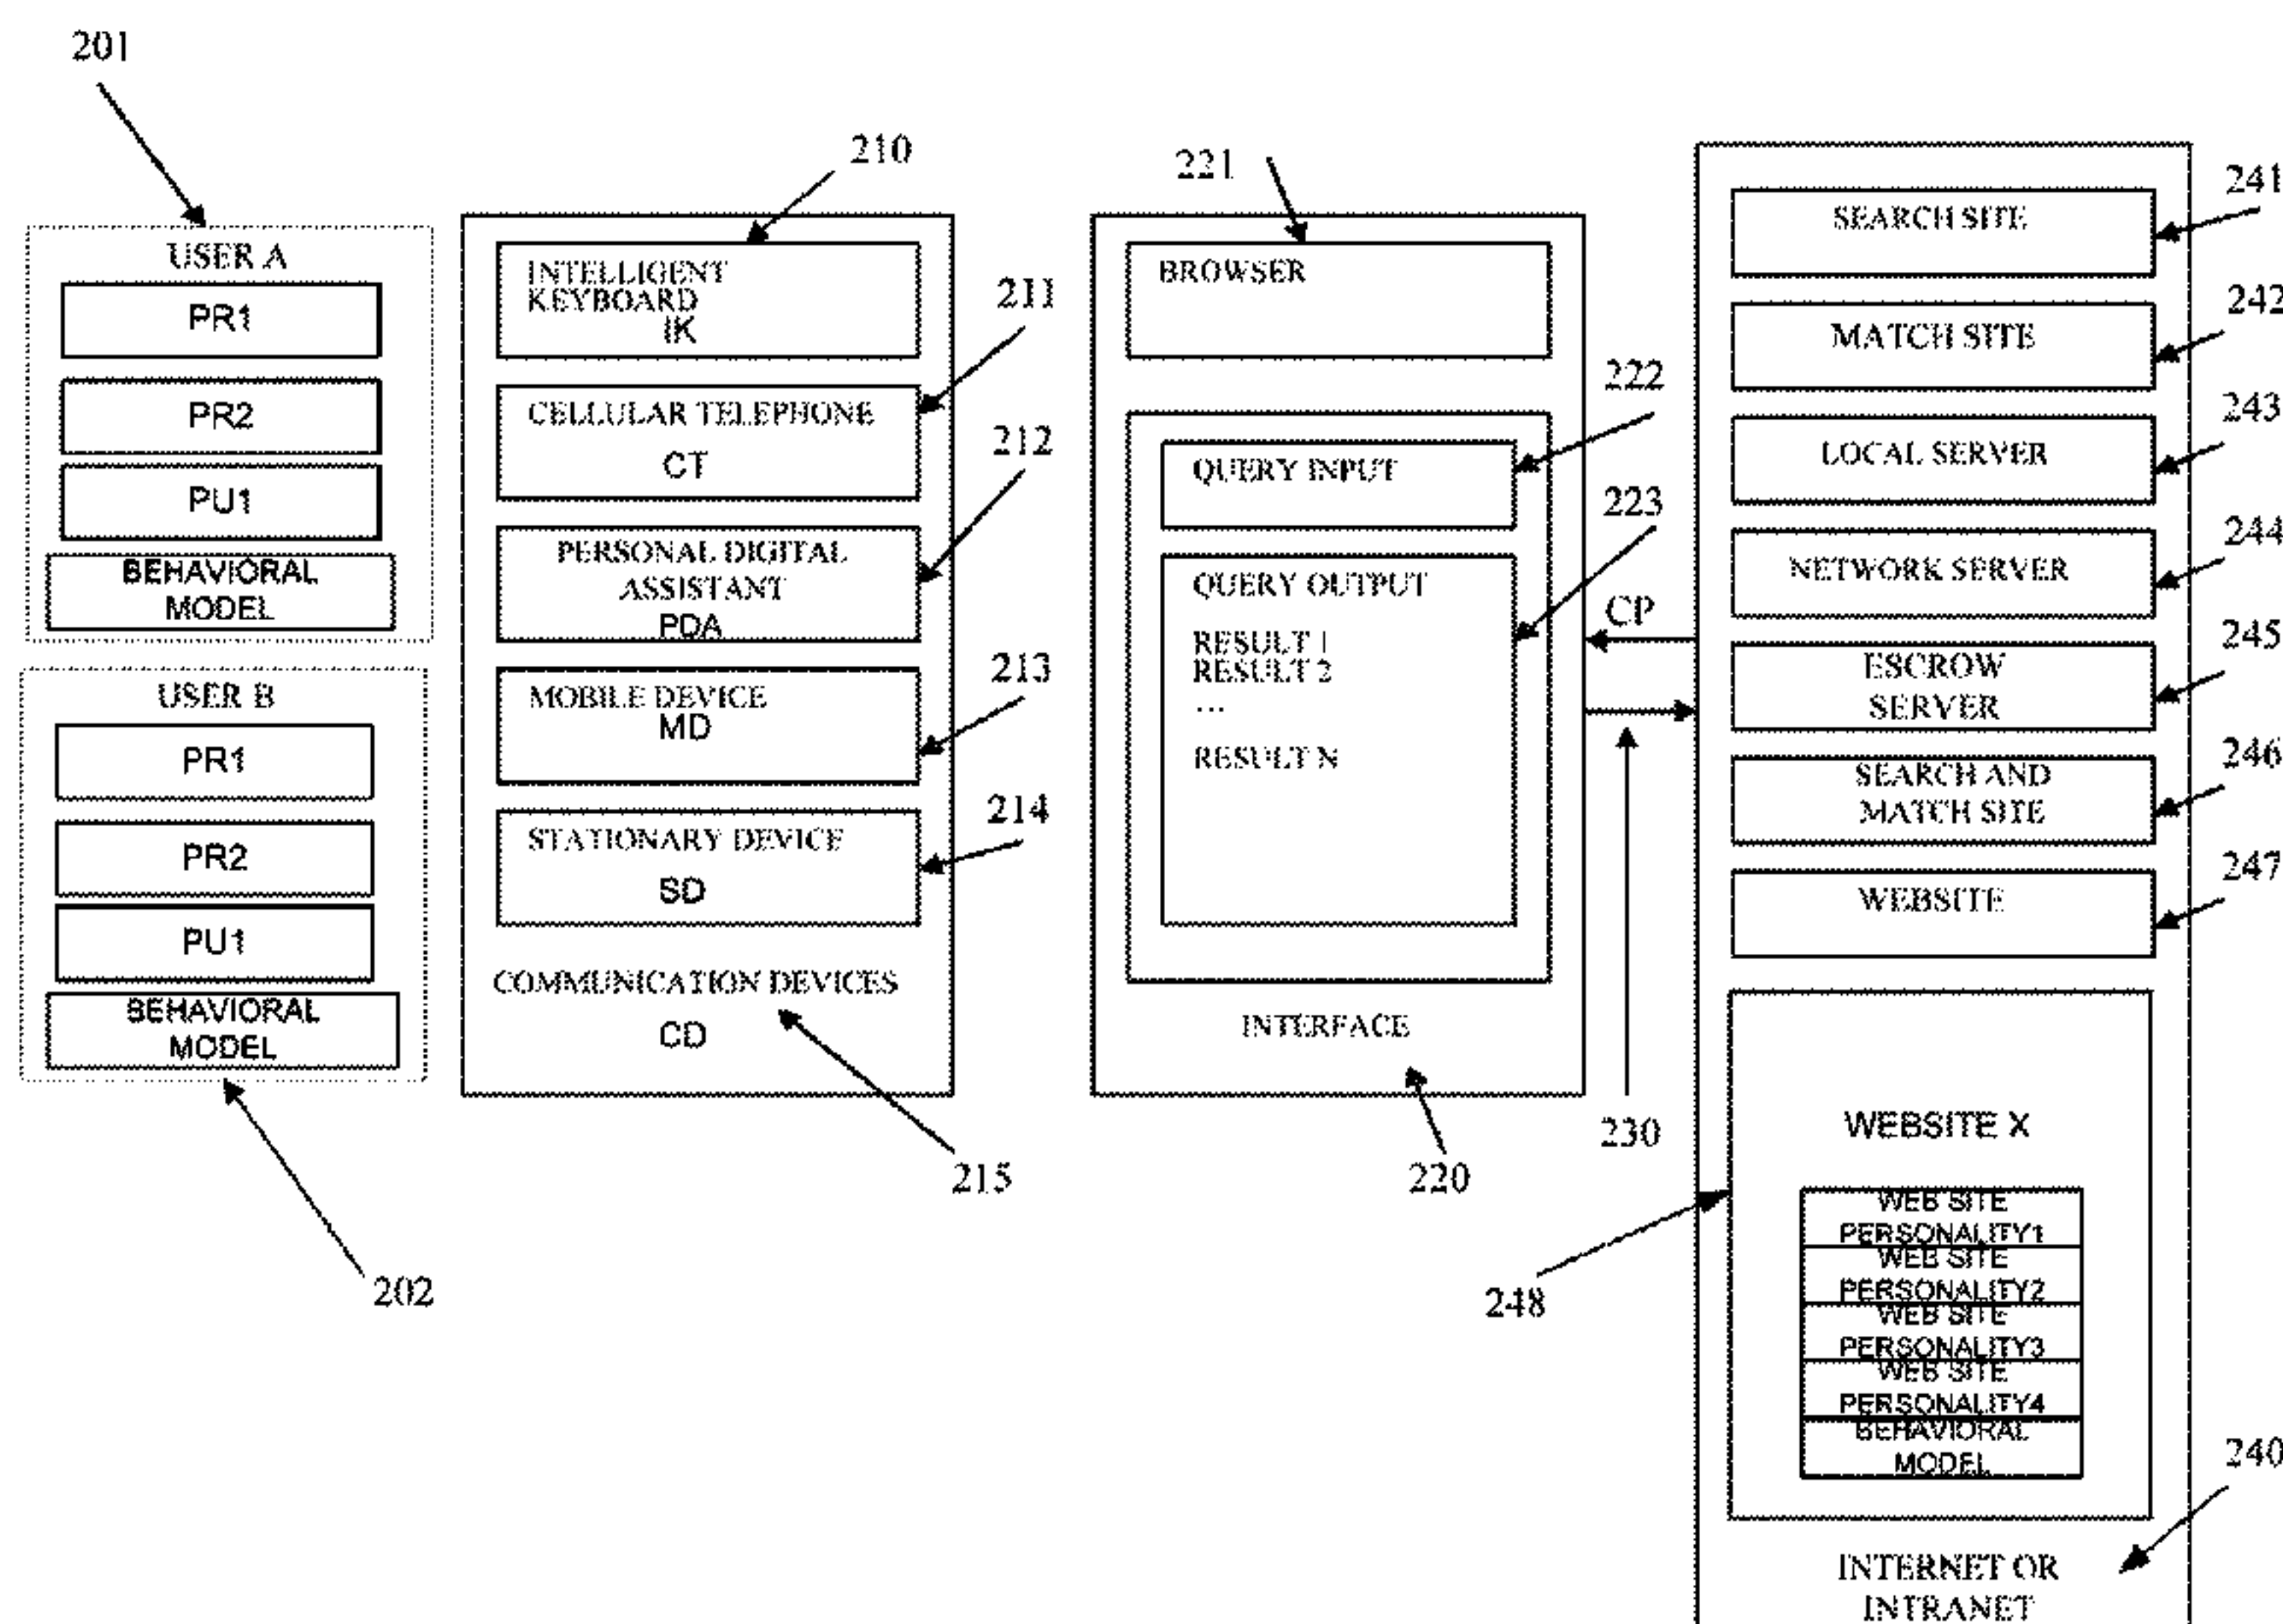 201
USER A
PR1
PR2
PU1
BEHAVIORAL
MODEL
USER B
PR1
PR2
PU1
BEHAVIORAL
MODEL
202
210
INTELLIGENT
KEYBOARD
IK
211
CELLULAR TELEPHONE
CT
212
PERSONAL DIGITAL
ASSISTANT
PDA
213
MOBILE DEVICE
MD
214
STATIONARY DEVICE
SD
COMMUNICATION DEVICES
CD
215
221
BROWSER
222
QUERY INPUT
223
QUERY OUTPUT
RESULT 1
RESULT 2
...
RESULT N
INTERFACE
220
CP
230
241
SEARCH SITE
242
MATCH SITE
243
LOCAL SERVER
244
NETWORK SERVER
245
ESCROW
SERVER
246
SEARCH AND
MATCH SITE
247
WEBSITE
WEBSITE X
WEB SITE
PERSONALITY1
WEB SITE
PERSONALITY2
WEB SITE
PERSONALITY3
WEB SITE
PERSONALITY4
BEHAVIORAL
MODEL
248
240
INTERNET OR
INTRANET